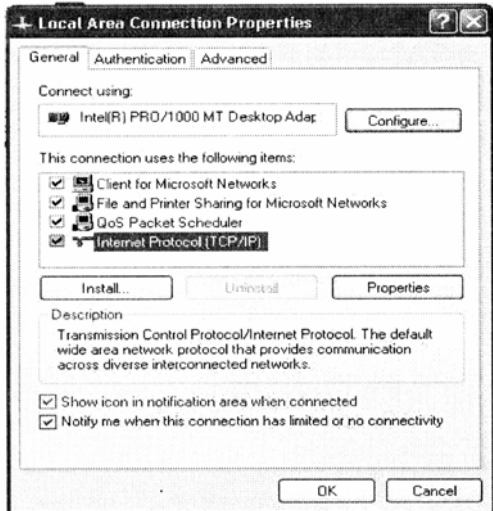 Local Area Connection Properties
General Authentication Advanced
Connect using:
Intel(R) PRO/1000 MT Desktop Adap
Configure...
This connection uses the following items:
Client for Microsoft Networks
File and Printer Sharing for Microsoft Networks
QoS Packet Scheduler
Internet Protocol (TCP/IP)
Install... Uninstall Properties
Description
Transmission Control Protocol/Internet Protocol. The default
wide area network protocol that provides communication
across diverse interconnected networks.
Show icon in notification area when connected
Notify me when this connection has limited or no connectivity
OK Cancel